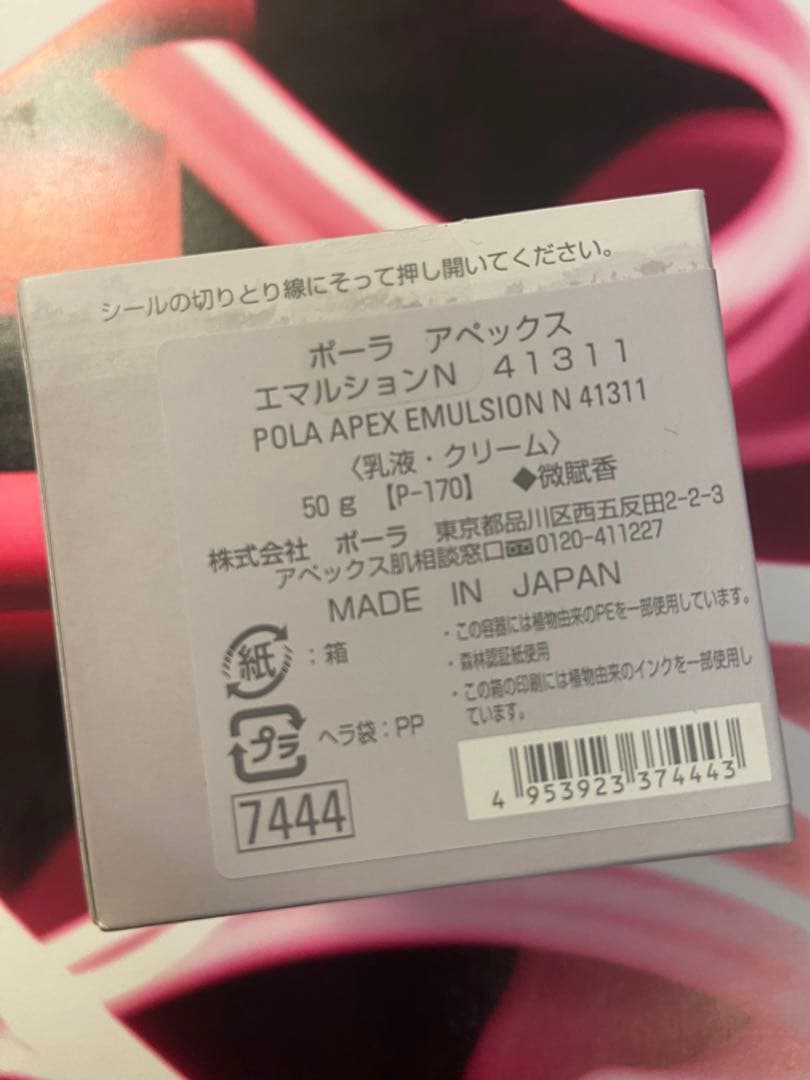 シールの切りとり線にそって押し開いてください。
ポーラ アペックス
エマルションN 41311
POLA APEX EMULSION N 41311
〈乳液・クリーム〉
50g 【P-170】 ◆微賦香
株式会社 ポーラ 東京都品川区西五反田2-2-3
アペックス肌相談窓口 0120-411227
MADE IN JAPAN
紙 : 箱
・この容器には植物由来のPEを一部使用しています。
・森林認証紙使用
・この箱の印刷には植物由来のインクを一部使用し
ています。
プラ ヘラ袋 : PP
7444
4 953923 374443